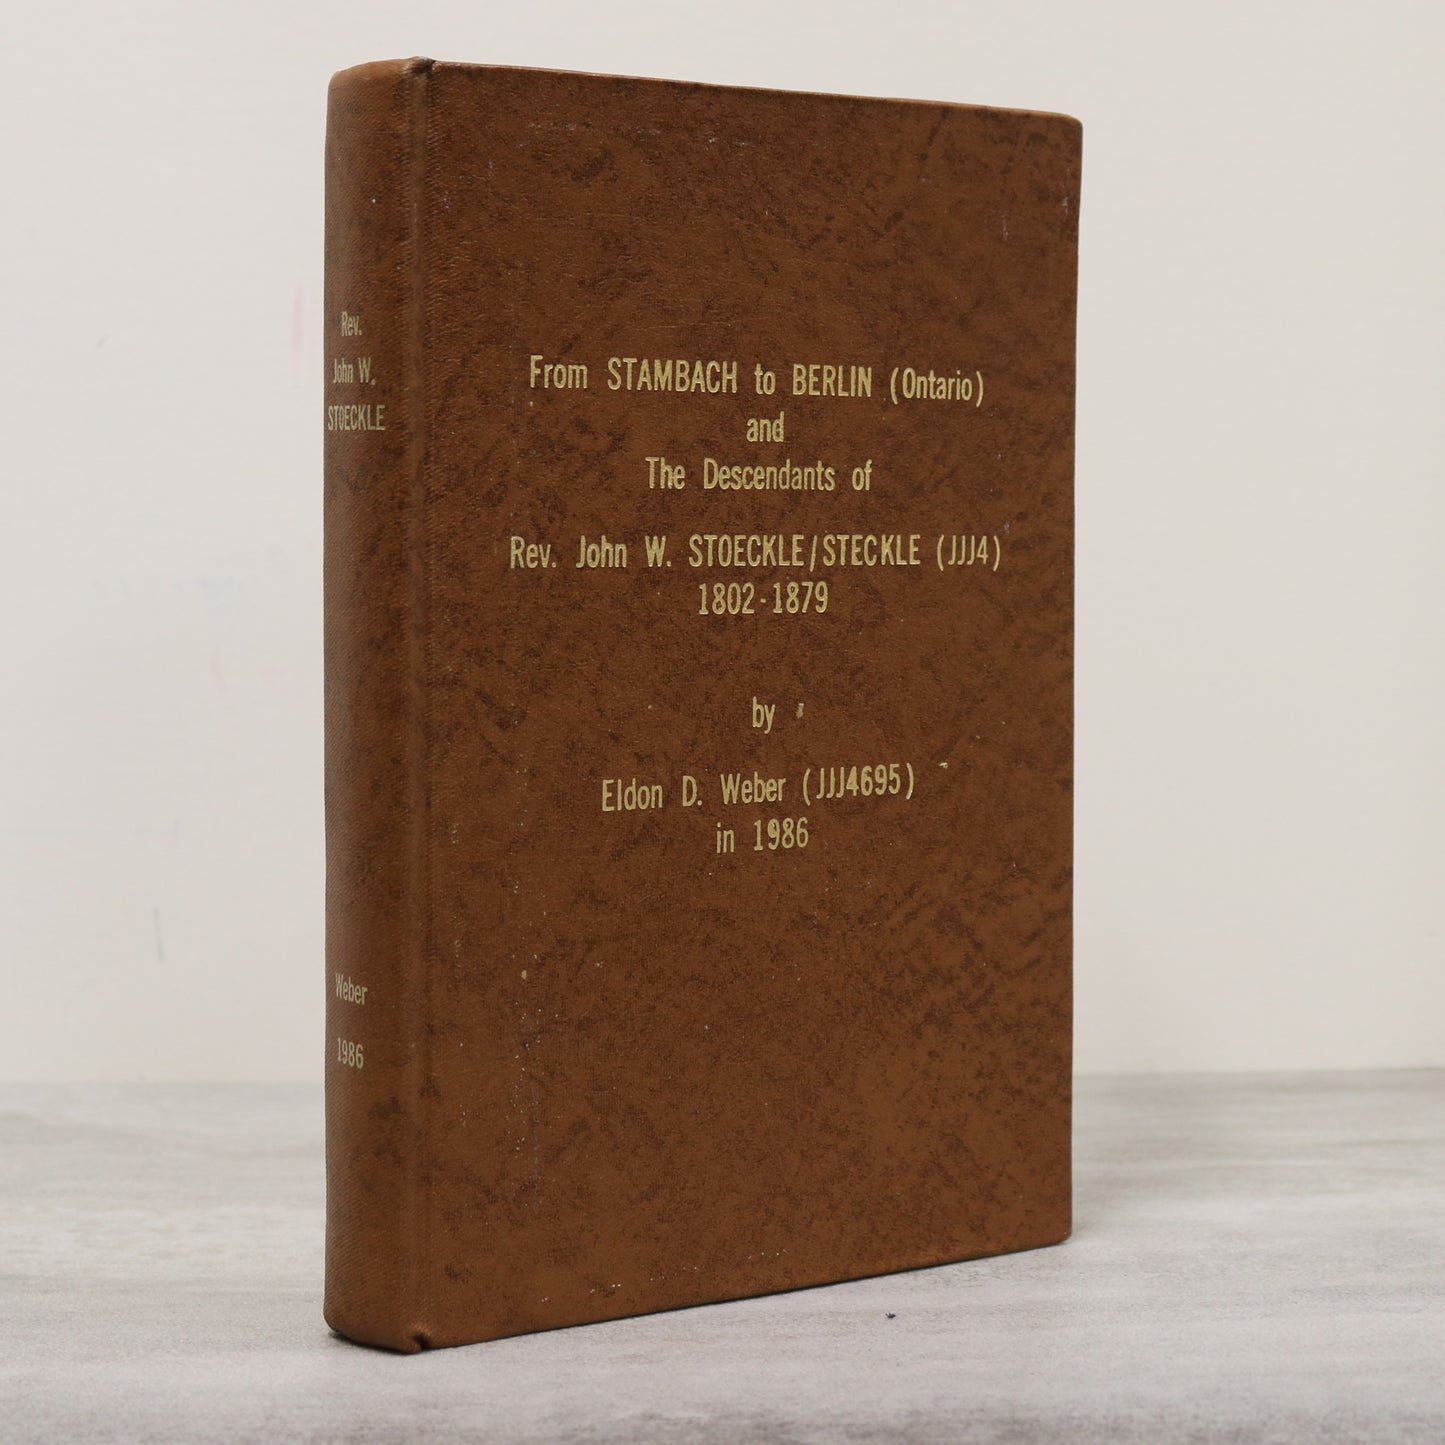 Rev.
John W.
STOECKLE
Weber
1986
From STAMBACH to BERLIN (Ontario)
and
The Descendants of
Rev. John W. STOECKLE/STECKLE (JJJ4)
1802-1879
by
Eldon D. Weber (JJJ4695)
in 1986